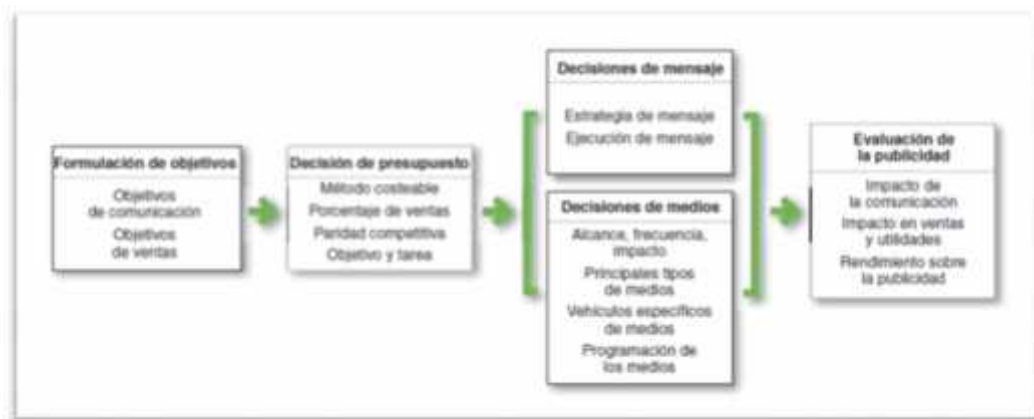 Formulación de objetivos
Objetivos
de comunicación
Objetivos
de ventas
Decisión de presupuesto
Método costeable
Porcentaje de ventas
Paridad competitiva
Objetivo y tarea
Decisiones de mensaje
Estrategia de mensaje
Ejecución de mensaje
Decisiones de medios
Alcance, frecuencia,
impacto
Principales tipos
de medios
Vehículos específicos
de medios
Programación de
los medios
Evaluación de
la publicidad
Impacto de
la comunicación
Impacto en ventas
y utilidades
Rendimiento sobre
la publicidad